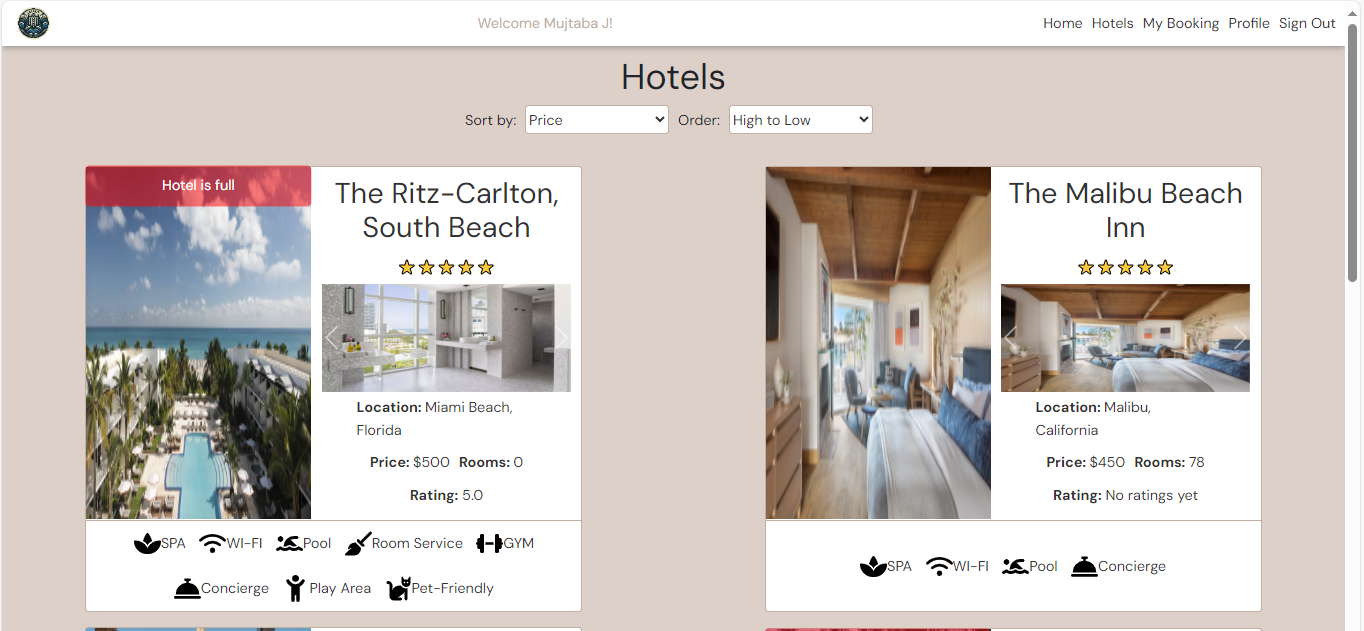 Welcome Mujtaba J!
Home Hotels My Booking Profile Sign Out
Hotels
Sort by: Price Order: High to Low
Hotel is full
The Ritz-Carlton,
South Beach
Location: Miami Beach,
Florida
Price: $500 Rooms: 0
Rating: 5.0
SPA WI-FI Pool Room Service GYM
Concierge Play Area Pet-Friendly
The Malibu Beach
Inn
Location: Malibu,
California
Price: $450 Rooms: 78
Rating: No ratings yet
SPA WI-FI Pool Concierge